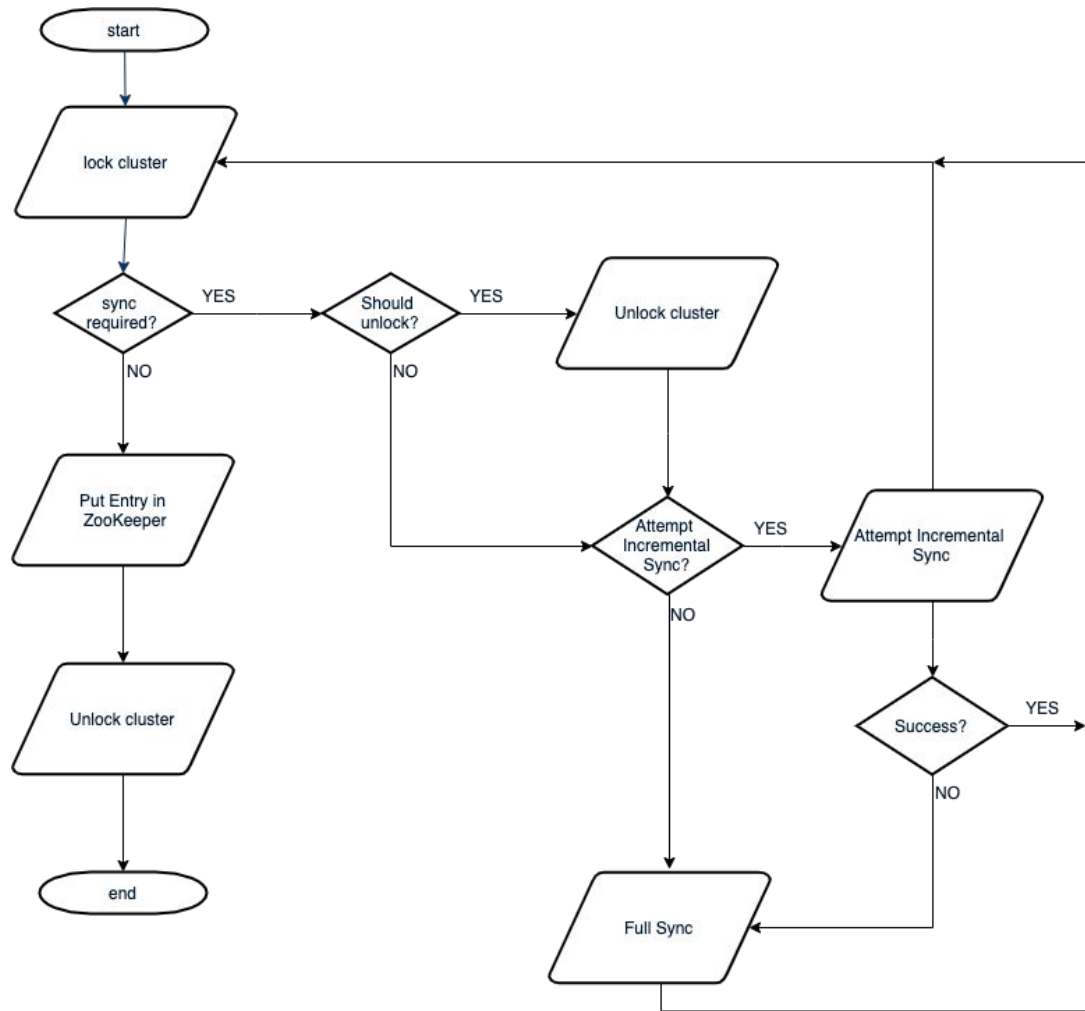 start
lock cluster
sync
required?
YES
Should
unlock?
YES
Unlock cluster
NO
NO
Put Entry in
ZooKeeper
Attempt
Incremental
Sync?
YES
Attempt Incremental
Sync
NO
Unlock cluster
Success?
YES
NO
end
Full Sync